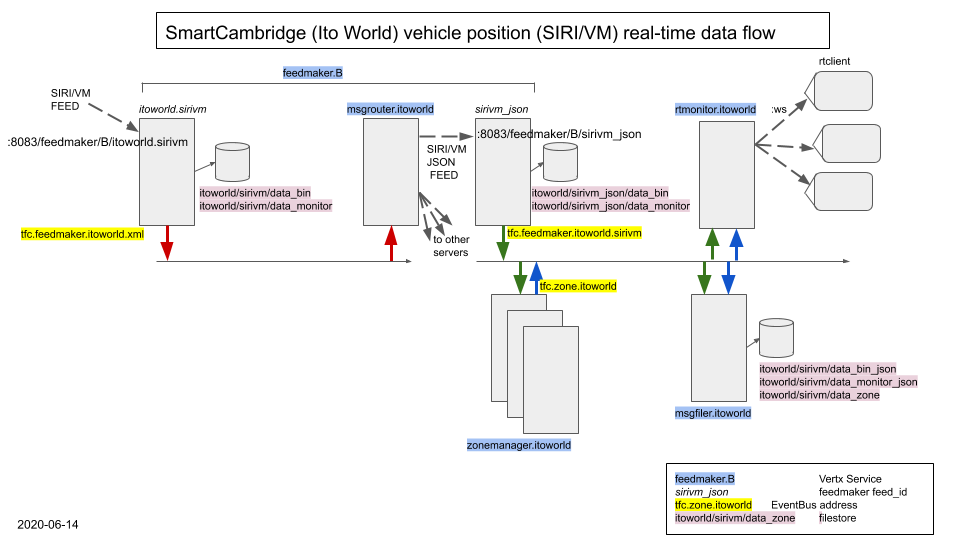 SmartCambridge (Ito World) vehicle position (SIRI/VM) real-time data flow
rtclient
feedmaker.B
SIRI/VM
FEED
itoworld.sirivm
msgrouter.itoworld
sirivm_json
rtmonitor.itoworld
:ws
:8083/feedmaker/B/itoworld.sirivm
:8083/feedmaker/B/sirivm_json
SIRI/VM
JSON
FEED
itoworld/sirivm/data_bin
itoworld/sirivm/data_monitor
itoworld/sirivm_json/data_bin
itoworld/sirivm_json/data_monitor
tfc.feedmaker.itoworld.xml
to other
servers
tfc.feedmaker.itoworld.sirivm
tfc.zone.itoworld
itoworld/sirivm/data_bin_json
itoworld/sirivm/data_monitor_json
itoworld/sirivm/data_zone
msgfiler.itoworld
zonemanager.itoworld
feedmaker.B Vertx Service
sirivm_json feedmaker feed_id
tfc.zone.itoworld EventBus address
itoworld/sirivm/data_zone filestore
2020-06-14